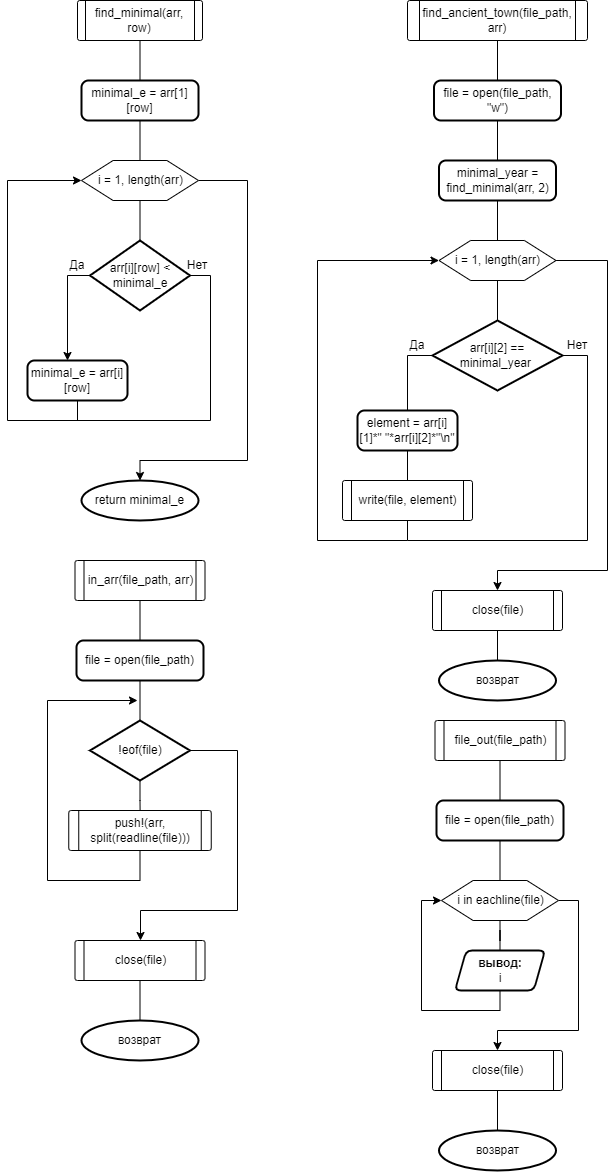 find_minimal(arr,
row)
minimal_e = arr[1]
[row]
i = 1, length(arr)
arr[i][row] <
minimal_e
Да
Нет
minimal_e = arr[i]
[row]
return minimal_e
in_arr(file_path, arr)
file = open(file_path)
!eof(file)
push!(arr,
split(readline(file)))
close(file)
возврат
find_ancient_town(file_path,
arr)
file = open(file_path,
"w")
minimal_year =
find_minimal(arr, 2)
i = 1, length(arr)
arr[i][2] ==
minimal_year
Да
Нет
element = arr[i]
[1]*" "*arr[i][2]*"\n"
write(file, element)
close(file)
возврат
file_out(file_path)
file = open(file_path)
i in eachline(file)
вывод:
i
close(file)
возврат